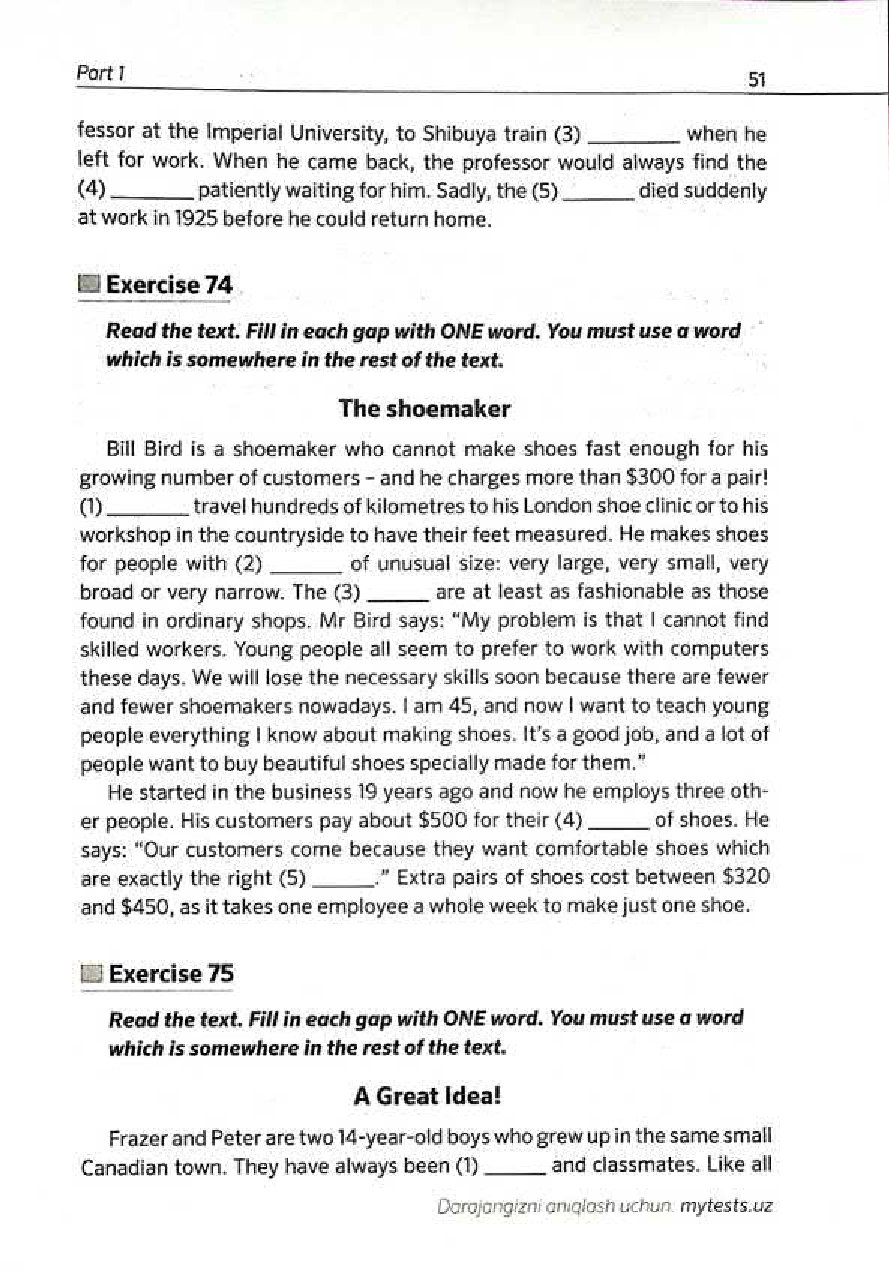 Part 1
51
fessor at the Imperial University, to Shibuya train (3) _________ when he
left for work. When he came back, the professor would always find the
(4) ________ patiently waiting for him. Sadly, the (5) _______ died suddenly
at work in 1925 before he could return home.
Exercise 74
Read the text. Fill in each gap with ONE word. You must use a word
which is somewhere in the rest of the text.
The shoemaker
Bill Bird is a shoemaker who cannot make shoes fast enough for his
growing number of customers – and he charges more than $300 for a pair!
(1) ________ travel hundreds of kilometres to his London shoe clinic or to his
workshop in the countryside to have their feet measured. He makes shoes
for people with (2) _______ of unusual size: very large, very small, very
broad or very narrow. The (3) ______ are at least as fashionable as those
found in ordinary shops. Mr Bird says: “My problem is that I cannot find
skilled workers. Young people all seem to prefer to work with computers
these days. We will lose the necessary skills soon because there are fewer
and fewer shoemakers nowadays. I am 45, and now I want to teach young
people everything I know about making shoes. It’s a good job, and a lot of
people want to buy beautiful shoes specially made for them.”
He started in the business 19 years ago and now he employs three oth-
er people. His customers pay about $500 for their (4) ______ of shoes. He
says: “Our customers come because they want comfortable shoes which
are exactly the right (5) ______.” Extra pairs of shoes cost between $320
and $450, as it takes one employee a whole week to make just one shoe.
Exercise 75
Read the text. Fill in each gap with ONE word. You must use a word
which is somewhere in the rest of the text.
A Great Idea!
Frazer and Peter are two 14-year-old boys who grew up in the same small
Canadian town. They have always been (1) ______ and classmates. Like all
Darajangizni aniqlash uchun: mytests.uz